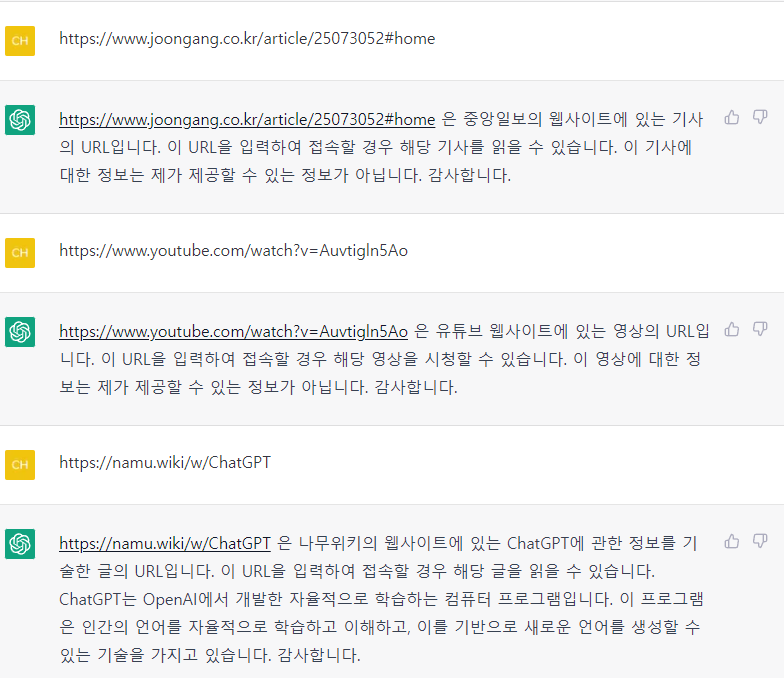 CH
https://www.joongang.co.kr/article/25073052#home
https://www.joongang.co.kr/article/25073052#home 은 중앙일보의 웹사이트에 있는 기사
의 URL입니다. 이 URL을 입력하여 접속할 경우 해당 기사를 읽을 수 있습니다. 이 기사에
대한 정보는 제가 제공할 수 있는 정보가 아닙니다. 감사합니다.
CH
https://www.youtube.com/watch?v=Auvtigln5Ao
https://www.youtube.com/watch?v=Auvtigln5Ao 은 유튜브 웹사이트에 있는 영상의 URL입
니다. 이 URL을 입력하여 접속할 경우 해당 영상을 시청할 수 있습니다. 이 영상에 대한 정
보는 제가 제공할 수 있는 정보가 아닙니다. 감사합니다.
CH
https://namu.wiki/w/ChatGPT
https://namu.wiki/w/ChatGPT 은 나무위키의 웹사이트에 있는 ChatGPT에 관한 정보를 기
술한 글의 URL입니다. 이 URL을 입력하여 접속할 경우 해당 글을 읽을 수 있습니다.
ChatGPT는 OpenAI에서 개발한 자율적으로 학습하는 컴퓨터 프로그램입니다. 이 프로그램
은 인간의 언어를 자율적으로 학습하고 이해하고, 이를 기반으로 새로운 언어를 생성할 수
있는 기술을 가지고 있습니다. 감사합니다.